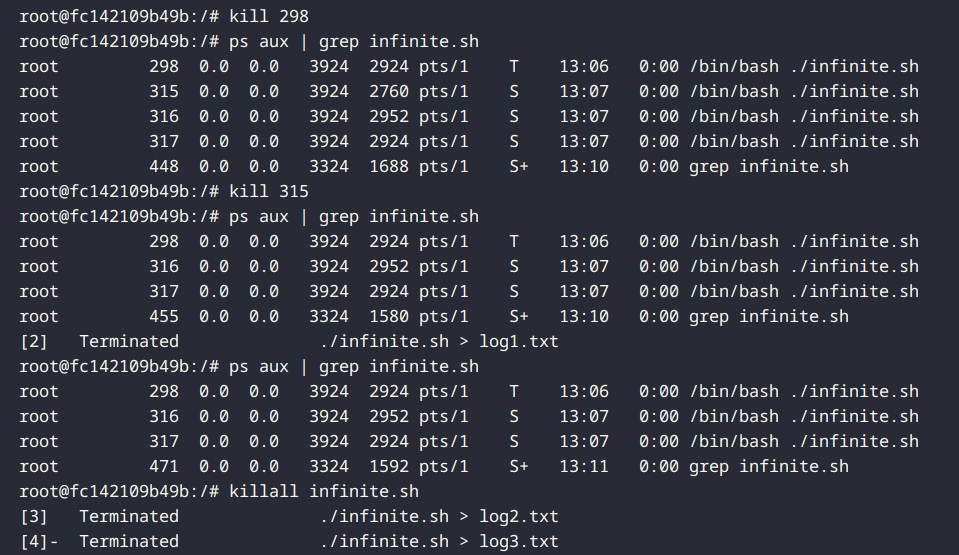 root@fc142109b49b:/# kill 298
root@fc142109b49b:/# ps aux | grep infinite.sh
root         298  0.0  0.0   3924  2924 pts/1    T    13:06   0:00 /bin/bash ./infinite.sh
root         315  0.0  0.0   3924  2760 pts/1    S    13:07   0:00 /bin/bash ./infinite.sh
root         316  0.0  0.0   3924  2952 pts/1    S    13:07   0:00 /bin/bash ./infinite.sh
root         317  0.0  0.0   3924  2924 pts/1    S    13:07   0:00 /bin/bash ./infinite.sh
root         448  0.0  0.0   3324  1688 pts/1    S+   13:10   0:00 grep infinite.sh
root@fc142109b49b:/# kill 315
root@fc142109b49b:/# ps aux | grep infinite.sh
root         298  0.0  0.0   3924  2924 pts/1    T    13:06   0:00 /bin/bash ./infinite.sh
root         316  0.0  0.0   3924  2952 pts/1    S    13:07   0:00 /bin/bash ./infinite.sh
root         317  0.0  0.0   3924  2924 pts/1    S    13:07   0:00 /bin/bash ./infinite.sh
root         455  0.0  0.0   3324  1580 pts/1    S+   13:10   0:00 grep infinite.sh
[2]   Terminated              ./infinite.sh > log1.txt
root@fc142109b49b:/# ps aux | grep infinite.sh
root         298  0.0  0.0   3924  2924 pts/1    T    13:06   0:00 /bin/bash ./infinite.sh
root         316  0.0  0.0   3924  2952 pts/1    S    13:07   0:00 /bin/bash ./infinite.sh
root         317  0.0  0.0   3924  2924 pts/1    S    13:07   0:00 /bin/bash ./infinite.sh
root         471  0.0  0.0   3324  1592 pts/1    S+   13:11   0:00 grep infinite.sh
root@fc142109b49b:/# killall infinite.sh
[3]   Terminated              ./infinite.sh > log2.txt
[4]-  Terminated              ./infinite.sh > log3.txt